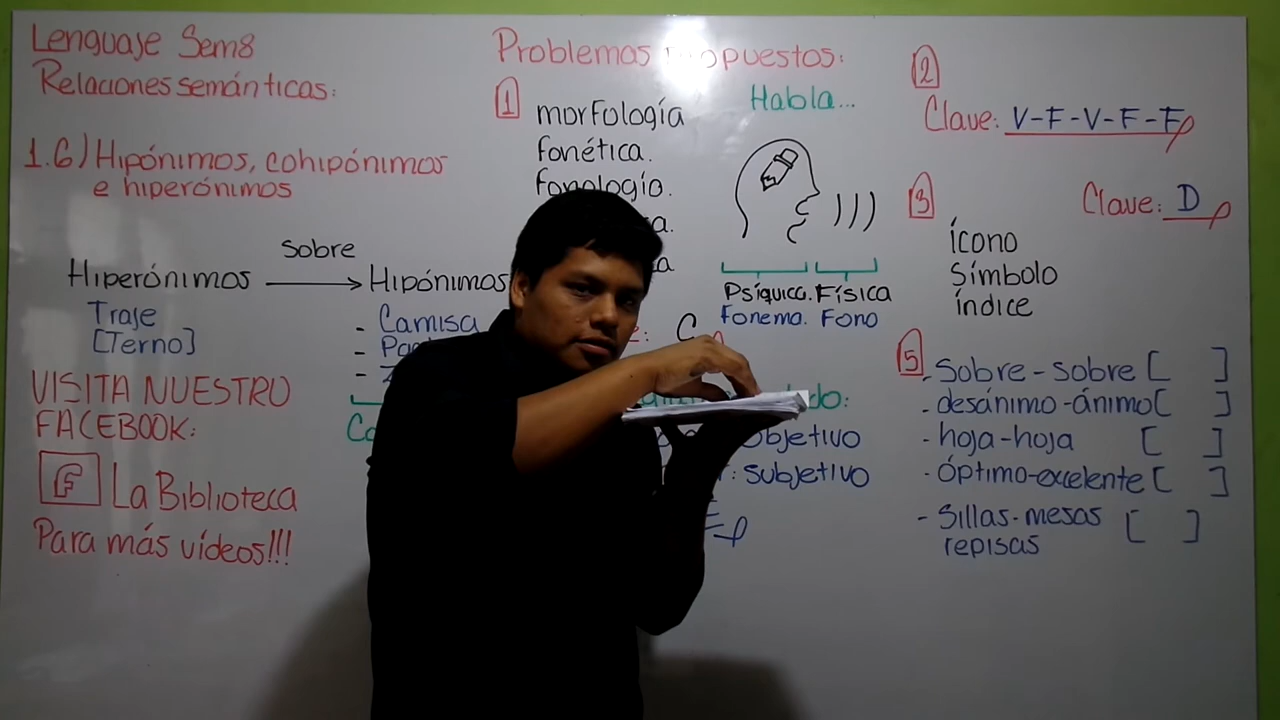 Lenguaje Sem8
Relaciones semánticas:
1.6) Hipónimos, cohipónimos
e hiperónimos
sobre
Hiperónimos
Hipónimos
Traje
[Terno]
- Camisa
VISITA NUESTRO
FACEBOOK:
F
La Biblioteca
Para más vídeos!!!
Problemas
1
morfología
fonética.
fonología.
Habla...
Psíquica. Física
Fonema. Fono
objetivo
: subjetivo
2
Clave: V-F-V-F-F
3
Clave: D
ícono
Símbolo
índice
5
- Sobre - sobre [ ]
- desánimo - ánimo [ ]
- hoja - hoja [ ]
- óptimo - excelente [ ]
- Sillas - mesas [ ]
repisas